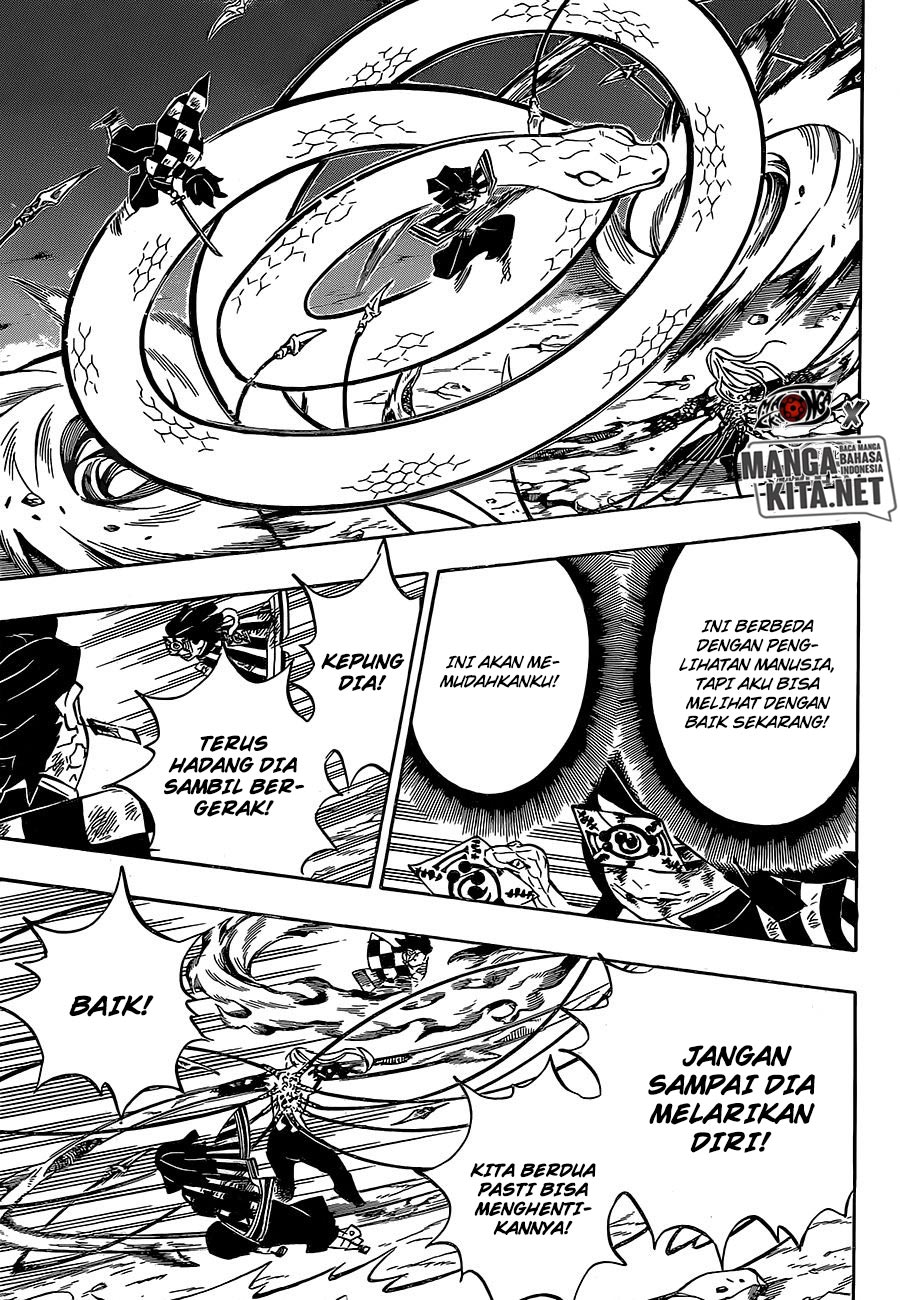 MANGA
BACA MANGA
BAHASA
INDONESIA
KITA.NET
X
INI BERBEDA
DENGAN PENG-
LIHATAN MANUSIA,
TAPI AKU BISA
MELIHAT DENGAN
BAIK SEKARANG!
INI AKAN ME-
MUDAHKANKU!
KEPUNG
DIA!
TERUS
HADANG DIA
SAMBIL BER-
GERAK!
JANGAN
SAMPAI DIA
MELARIKAN
DIRI!
KITA BERDUA
PASTI BISA
MENGHENTI-
KANNYA!
BAIK!